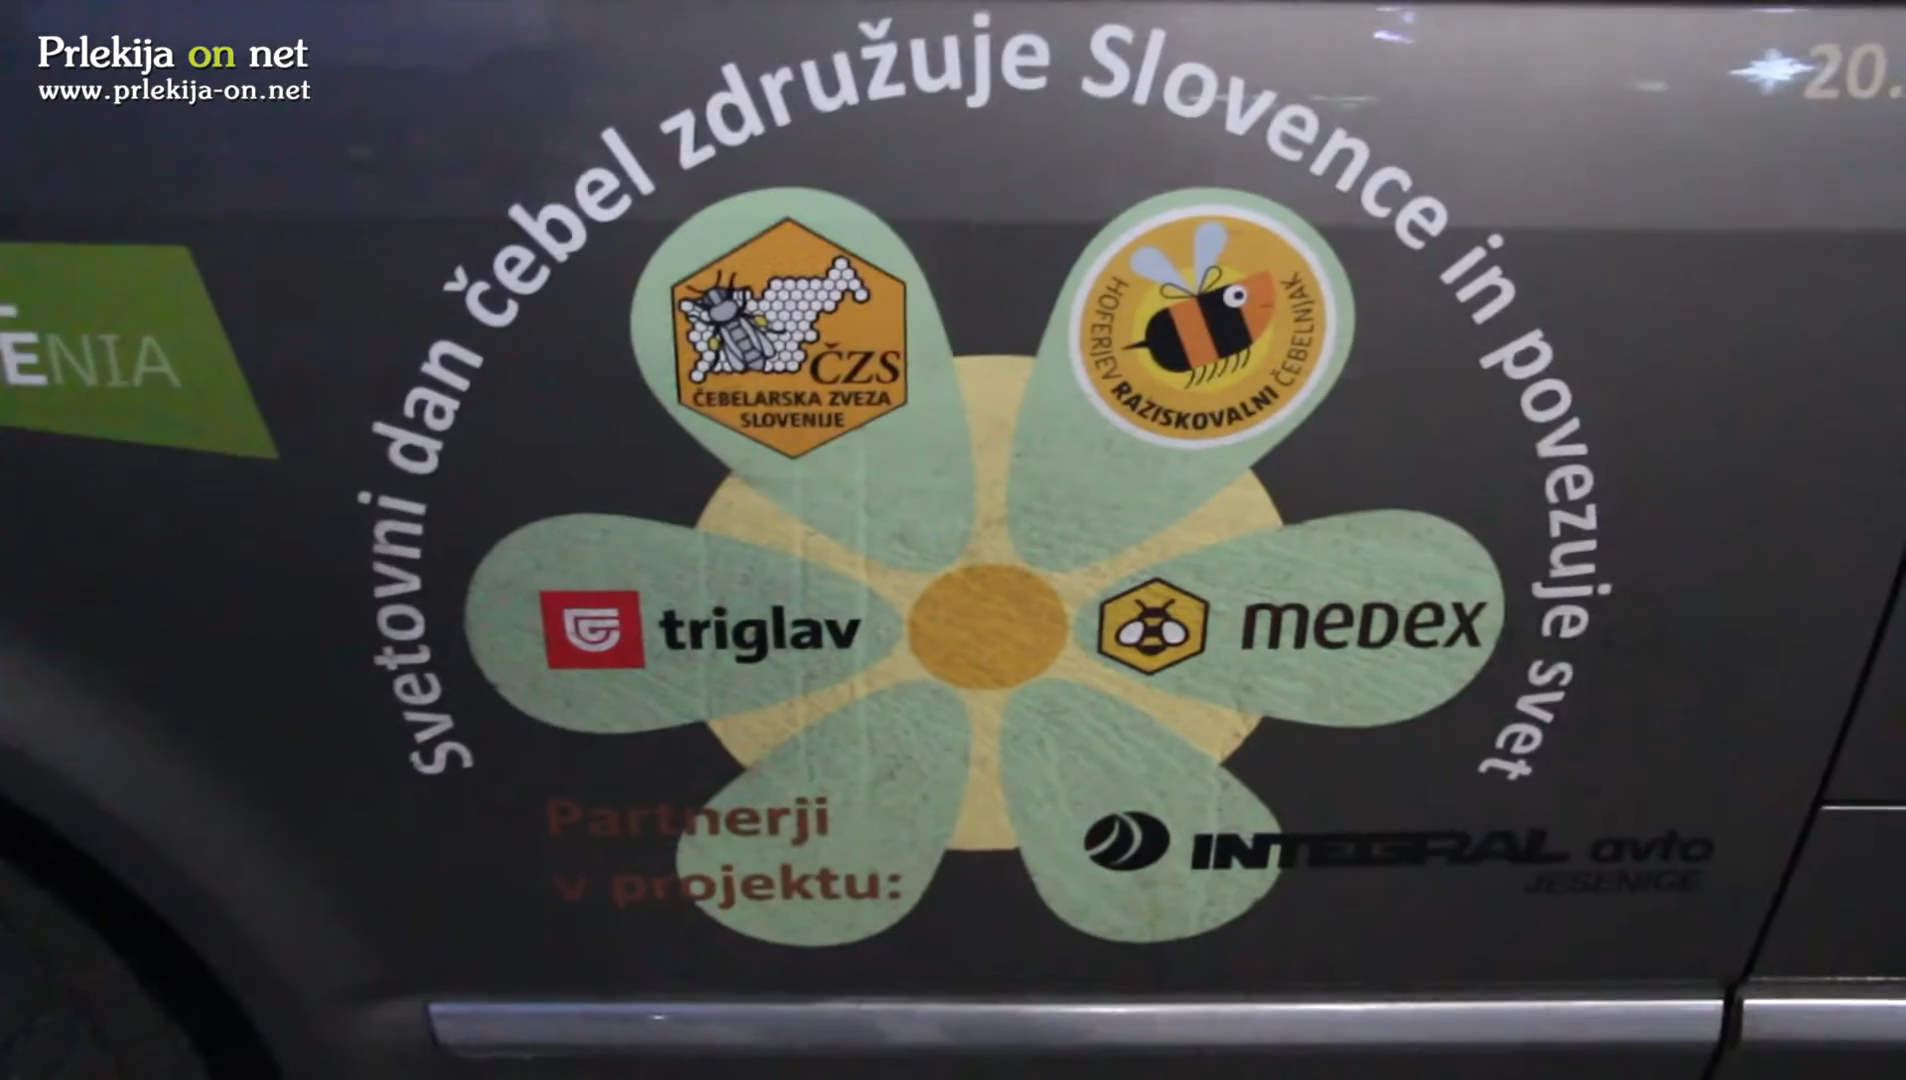 Prlekija on net
www.prlekija-on.net
20.
ENIA
svetovni dan čebel združuje Slovence in povezuje svet
ČZS
ČEBELARSKA ZVEZA
SLOVENIJE
HOFERJEV RAZISKOVALNI ČEBELNJAK
triglav
medex
Partnerji
v projektu:
INTEGRAL avto
JESENICE